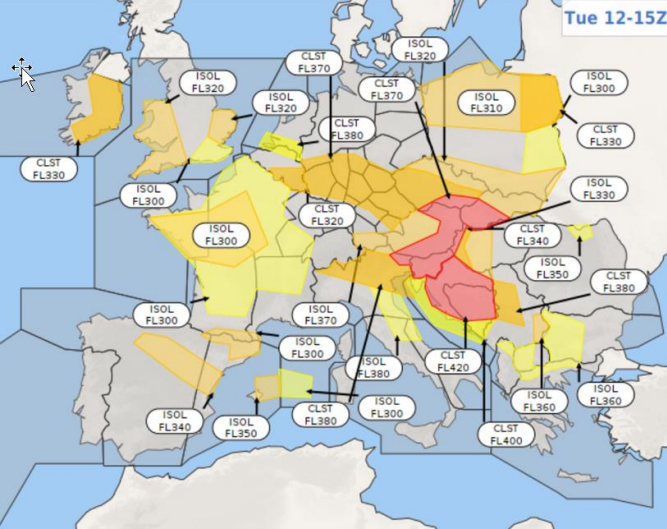 Tue 12-15Z
ISOL
FL320
CLST
FL370
ISOL
FL320
CLST
FL370
ISOL
FL320
ISOL
FL310
ISOL
FL300
CLST
FL380
CLST
FL330
CLST
FL330
ISOL
FL300
ISOL
FL330
CLST
FL320
ISOL
FL300
CLST
FL340
ISOL
FL350
CLST
FL380
ISOL
FL300
ISOL
FL370
ISOL
FL300
ISOL
FL380
CLST
FL420
ISOL
FL340
ISOL
FL350
CLST
FL380
ISOL
FL300
ISOL
FL360
ISOL
FL360
CLST
FL400